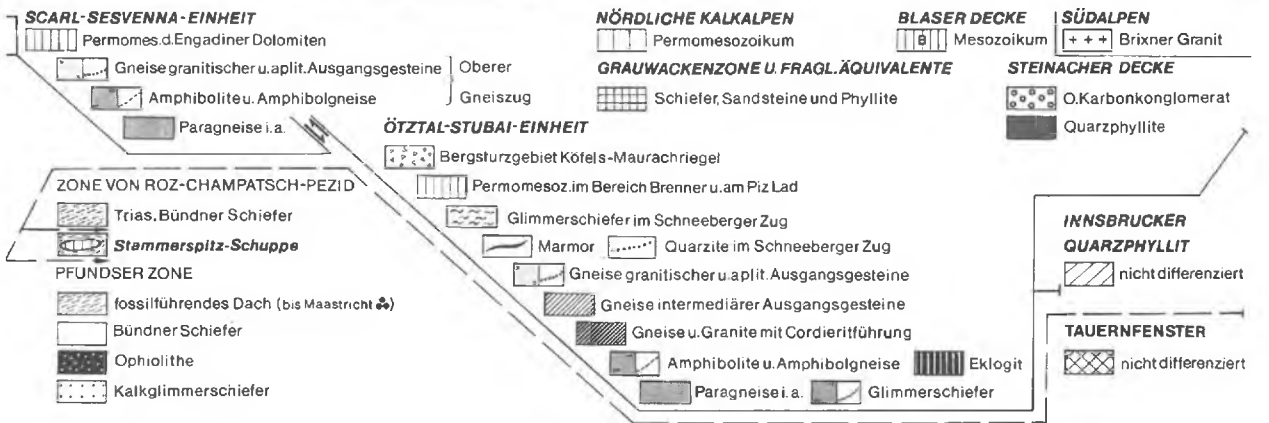 SCARL-SESVENNA-EINHEIT
Permomes.d.Engadiner Dolomiten
Gneise granitischer u. aplit. Ausgangsgesteine
Amphibolite u. Amphibolgneise
Oberer
Gneiszug
Paragneise i.a.
ZONE VON ROZ-CHAMPATSCH-PEZID
Trias, Bündner Schiefer
Stammerspitz-Schuppe
PFUNDSER ZONE
fossilführendes Dach (bis Maastricht)
Bündner Schiefer
Ophiolithe
Kalkglimmerschiefer
ÖTZTAL-STUBAI-EINHEIT
Bergsturzgebiet Köfels-Maurachriegel
Permomesoz. im Bereich Brenner u. am Piz Lad
Glimmerschiefer im Schneeberger Zug
Marmor Quarzite im Schneeberger Zug
Gneise granitischer u. aplit. Ausgangsgesteine
Gneise intermediärer Ausgangsgesteine
Gneise u. Granite mit Cordieritführung
Amphibolite u. Amphibolgneise Eklogit
Paragneise i.a. Glimmerschiefer
NÖRDLICHE KALKALPEN
Permomesozoikum
GRAUWACKENZONE U. FRAGL. ÄQUIVALENTE
Schiefer, Sandsteine und Phyllite
BLASER DECKE
B Mesozoikum
SÜDALPEN
Brixner Granit
STEINACHER DECKE
O.Karbonkonglomerat
Quarzphyllite
INNSBRUCKER
QUARZPHYLLIT
nicht differenziert
TAUERNFENSTER
nicht differenziert